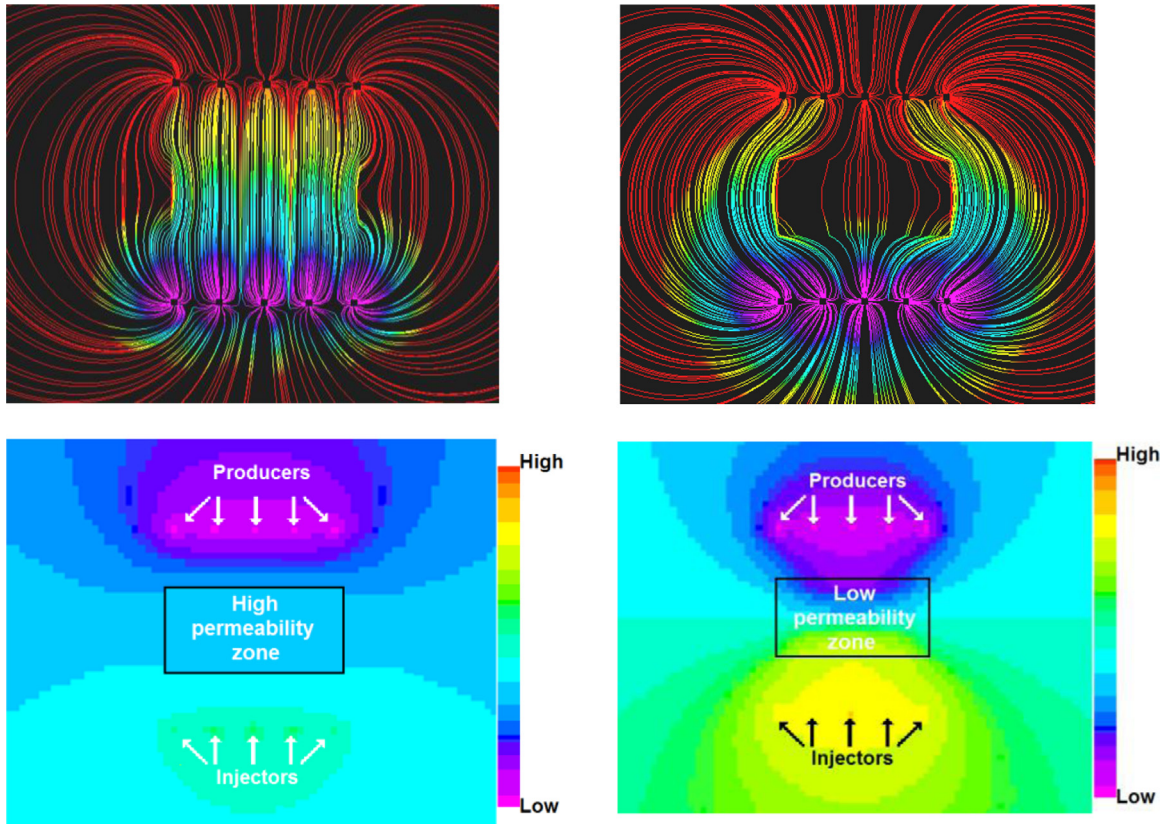 High
Producers
High
permeability
zone
Injectors
Low
High
Producers
Low
permeability
zone
Injectors
Low